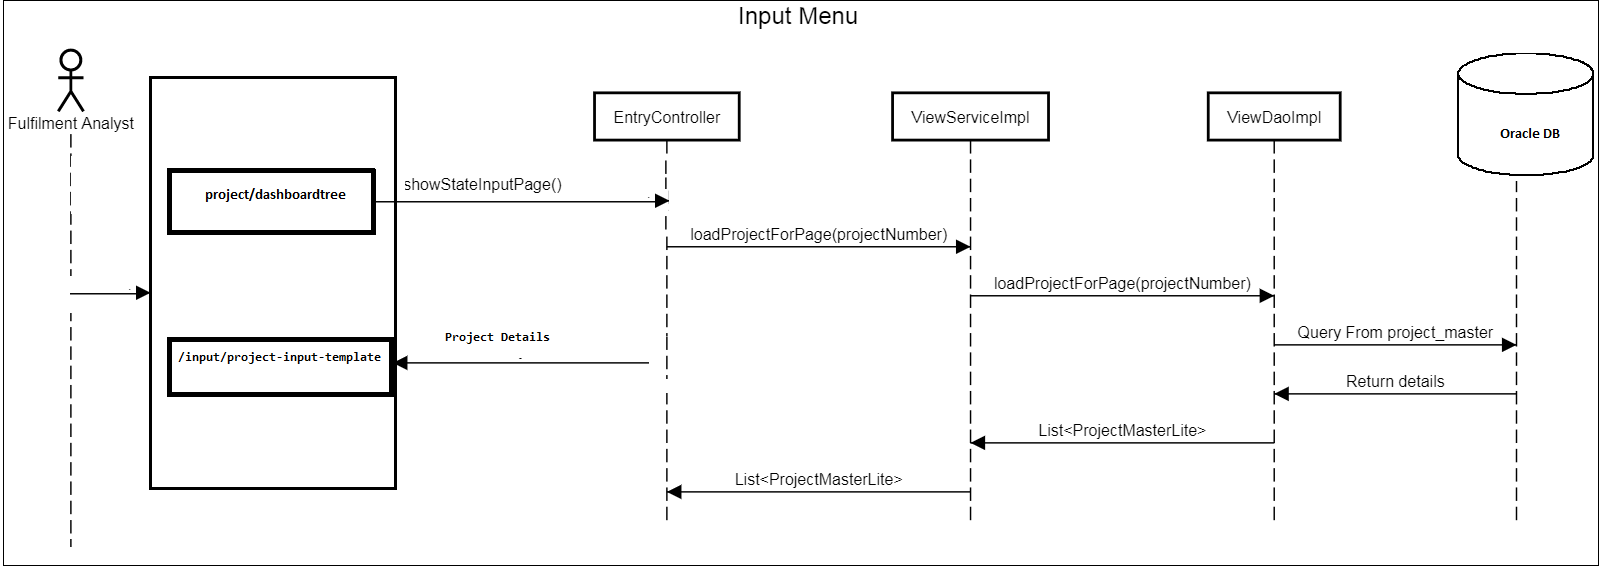 Input Menu
Fulfilment Analyst
EntryController
ViewServiceImpl
ViewDaoImpl
Oracle DB
project/dashboardtree
showStateInputPage()
loadProjectForPage(projectNumber)
loadProjectForPage(projectNumber)
Query From project_master
Project Details
/input/project-input-template
Return details
List<ProjectMasterLite>
List<ProjectMasterLite>